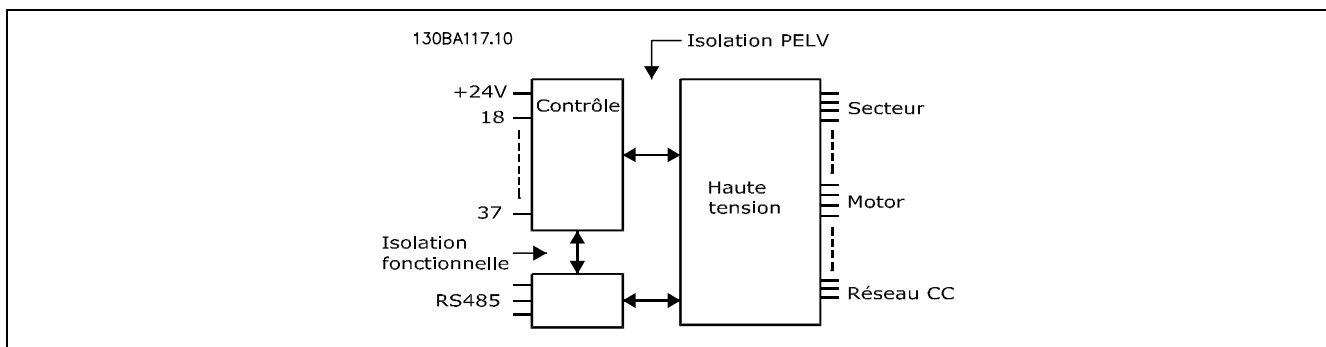 130BA117.10
Isolation PELV
+24V
Contrôle
18
Secteur
Haute
tension
Motor
37
Isolation
fonctionnelle
RS485
Réseau CC